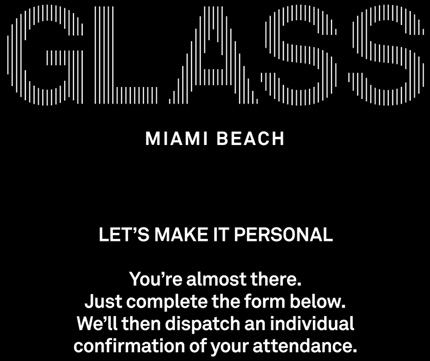 GLASS
MIAMI BEACH
LET'S MAKE IT PERSONAL
You're almost there.
Just complete the form below.
We'll then dispatch an individual
confirmation of your attendance.